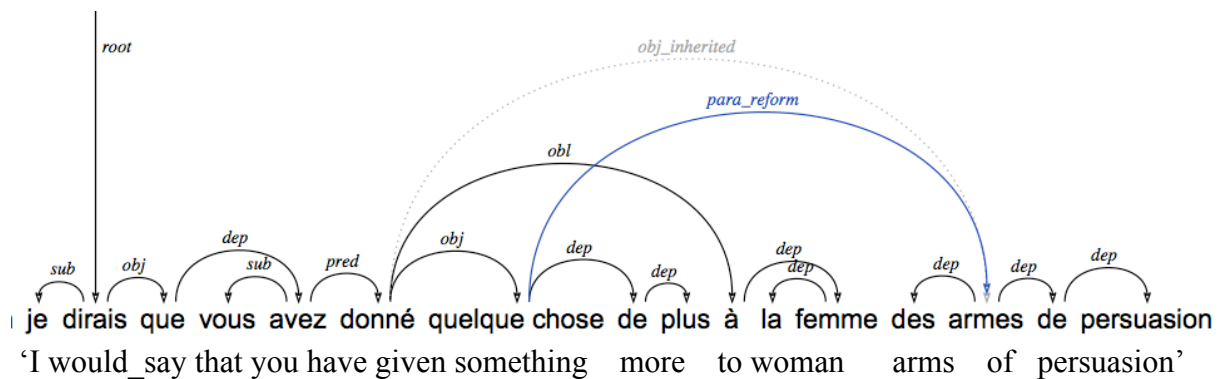 root
obj_inherited
para_reform
obl
dep
obj
dep
dep
sub
obj
sub
pred
dep
dep
dep
dep
dep
dep
je dirais que vous avez donné quelque chose de plus à la femme des armes de persuasion
‘I would_say that you have given something more to woman arms of persuasion’